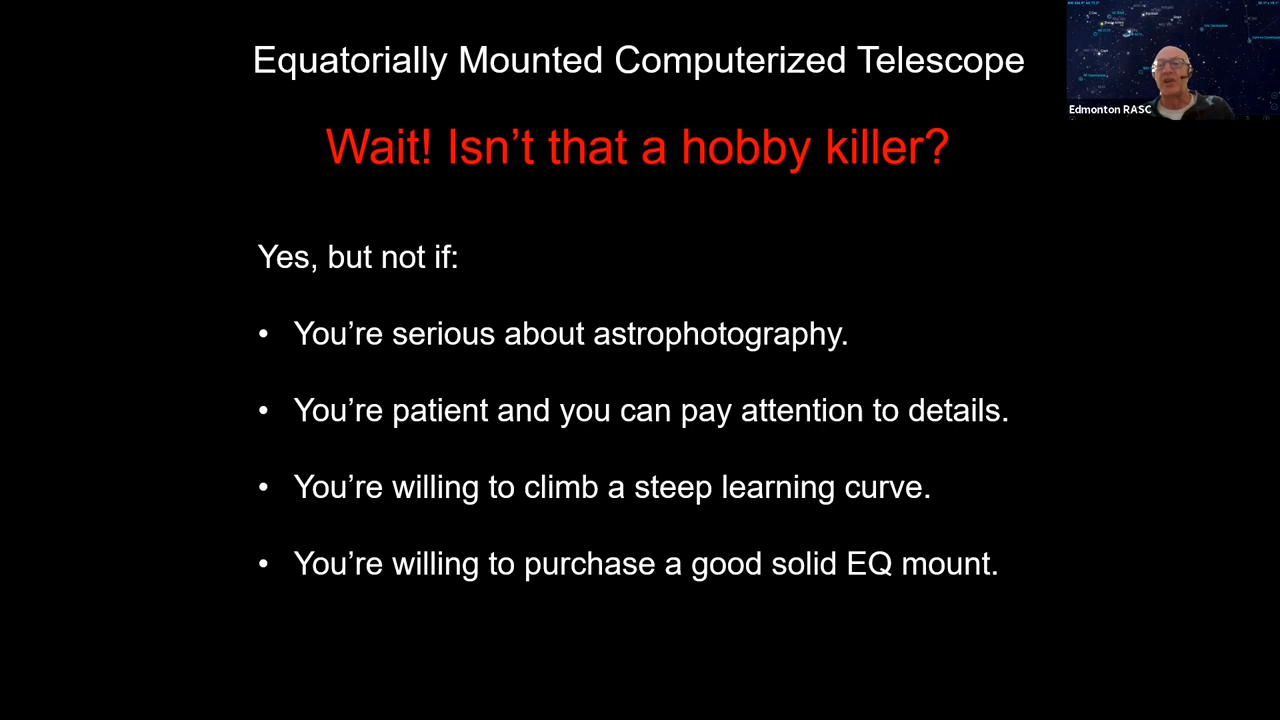 Equatorially Mounted Computerized Telescope
Wait! Isn’t that a hobby killer?
Yes, but not if:
• You’re serious about astrophotography.
• You’re patient and you can pay attention to details.
• You’re willing to climb a steep learning curve.
• You’re willing to purchase a good solid EQ mount.
Edmonton RASC